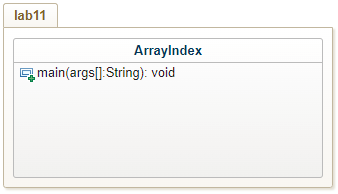 lab11
ArrayIndex
main(args[]:String): void